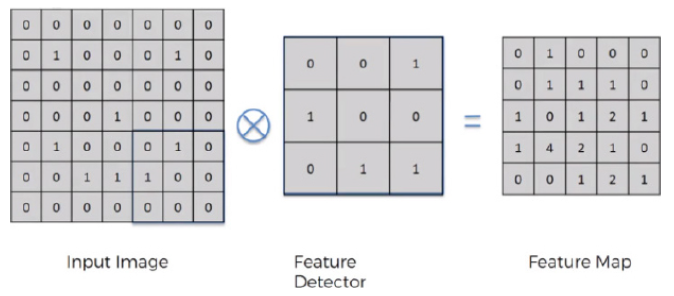 0 0 0 0 0 0 0
0 1 0 0 0 1 0
0 0 0 0 0 0 0
0 0 0 1 0 0 0
0 1 0 0 0 1 0
0 0 1 1 1 0 0
0 0 0 0 0 0 0
Input Image
0 0 1
1 0 0
0 1 1
Feature
Detector
=
0 1 0 0 0
0 1 1 1 0
1 0 1 2 1
1 4 2 1 0
0 0 1 2 1
Feature Map